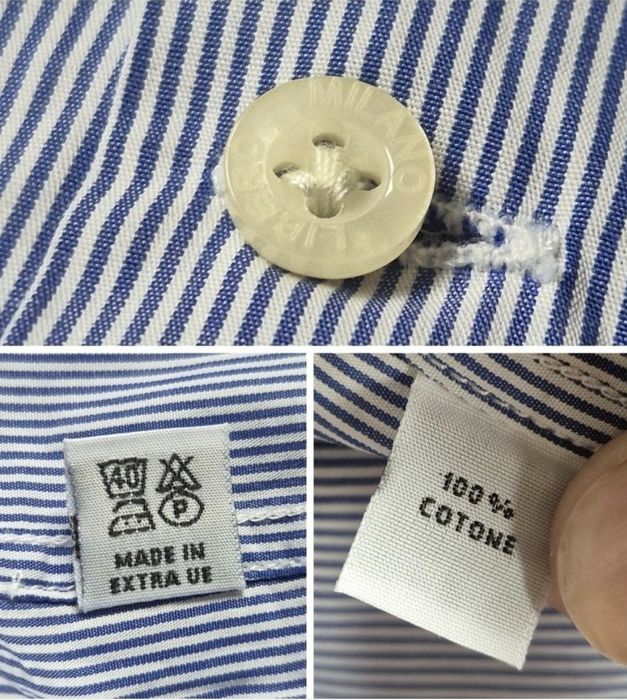 MILANO
LIBERO
40
P
MADE IN
EXTRA UE
100%
COTONE